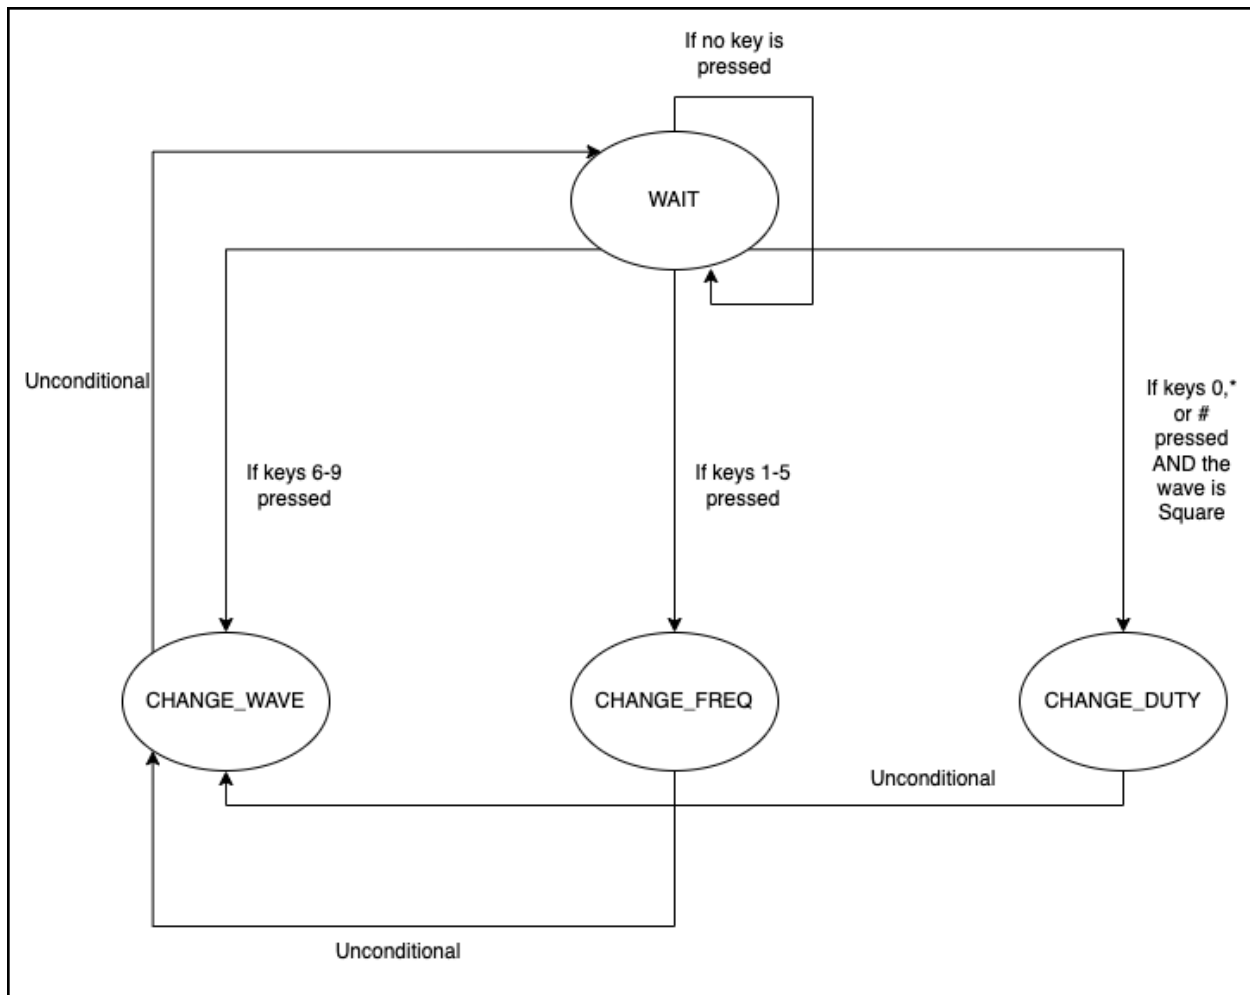 If no key is
pressed
WAIT
Unconditional
If keys 0,*
or #
pressed
AND the
wave is
Square
If keys 6-9
pressed
If keys 1-5
pressed
CHANGE_WAVE
CHANGE_FREQ
CHANGE_DUTY
Unconditional
Unconditional